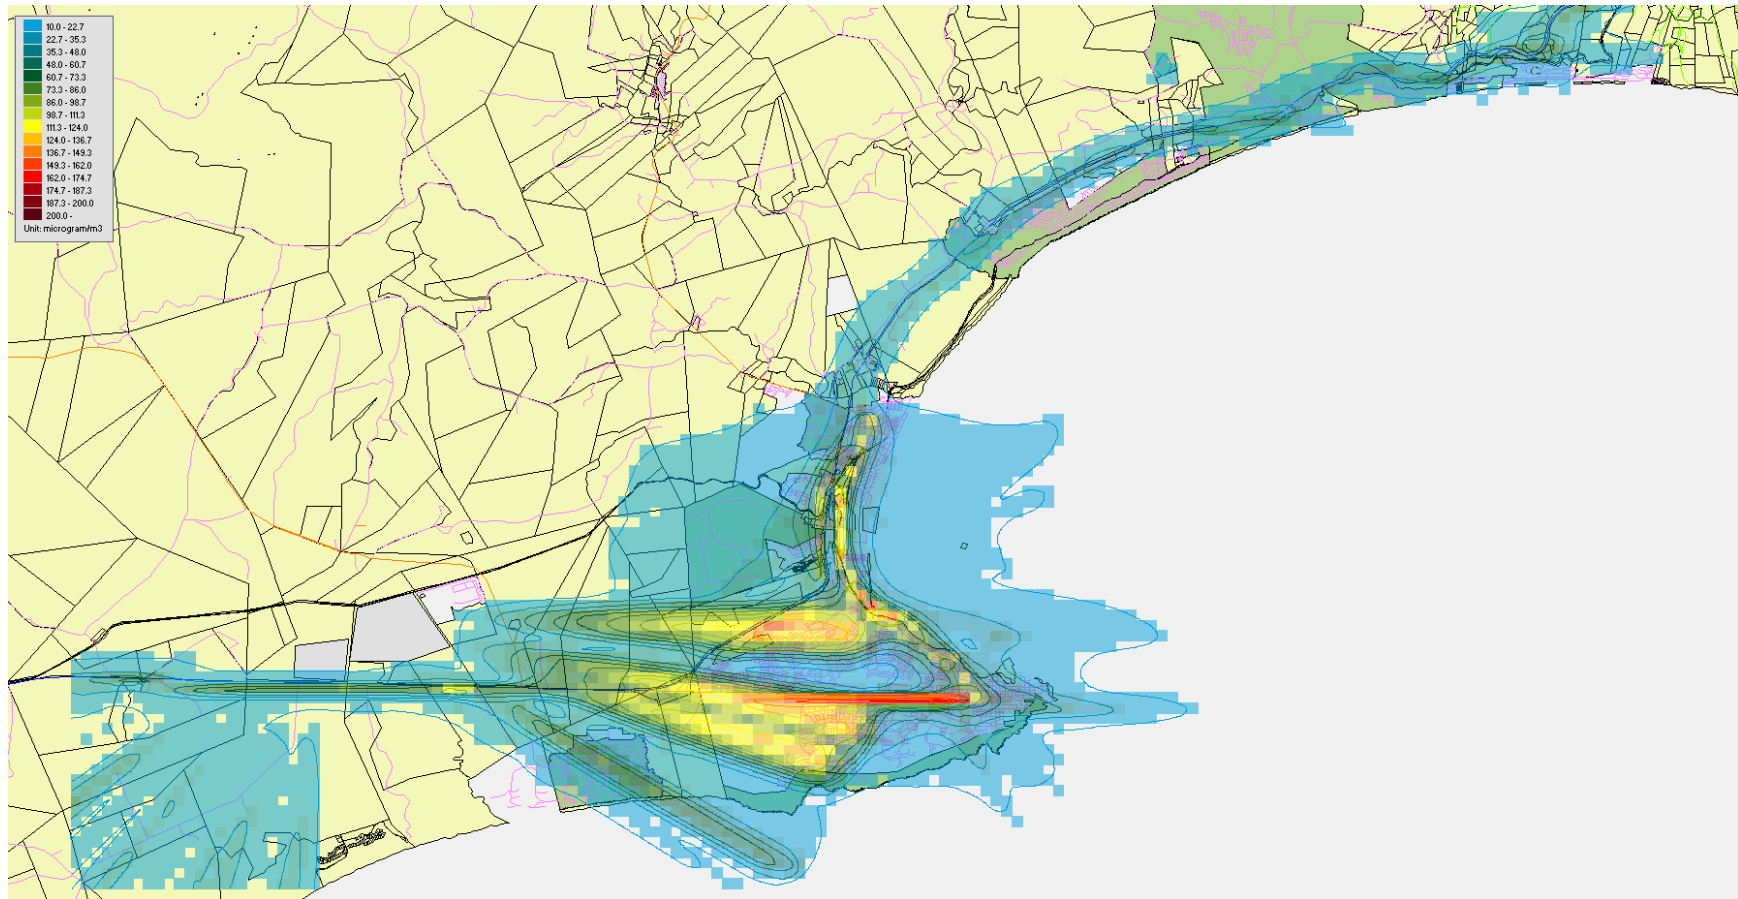 10.0 - 22.7
22.7 - 35.3
35.3 - 48.0
48.0 - 60.7
60.7 - 73.3
73.3 - 86.0
86.0 - 98.7
98.7 - 111.3
111.3 - 124.0
124.0 - 136.7
136.7 - 149.3
149.3 - 162.0
162.0 - 174.7
174.7 - 187.3
187.3 - 200.0
200.0 -
Unit: microgram/m3